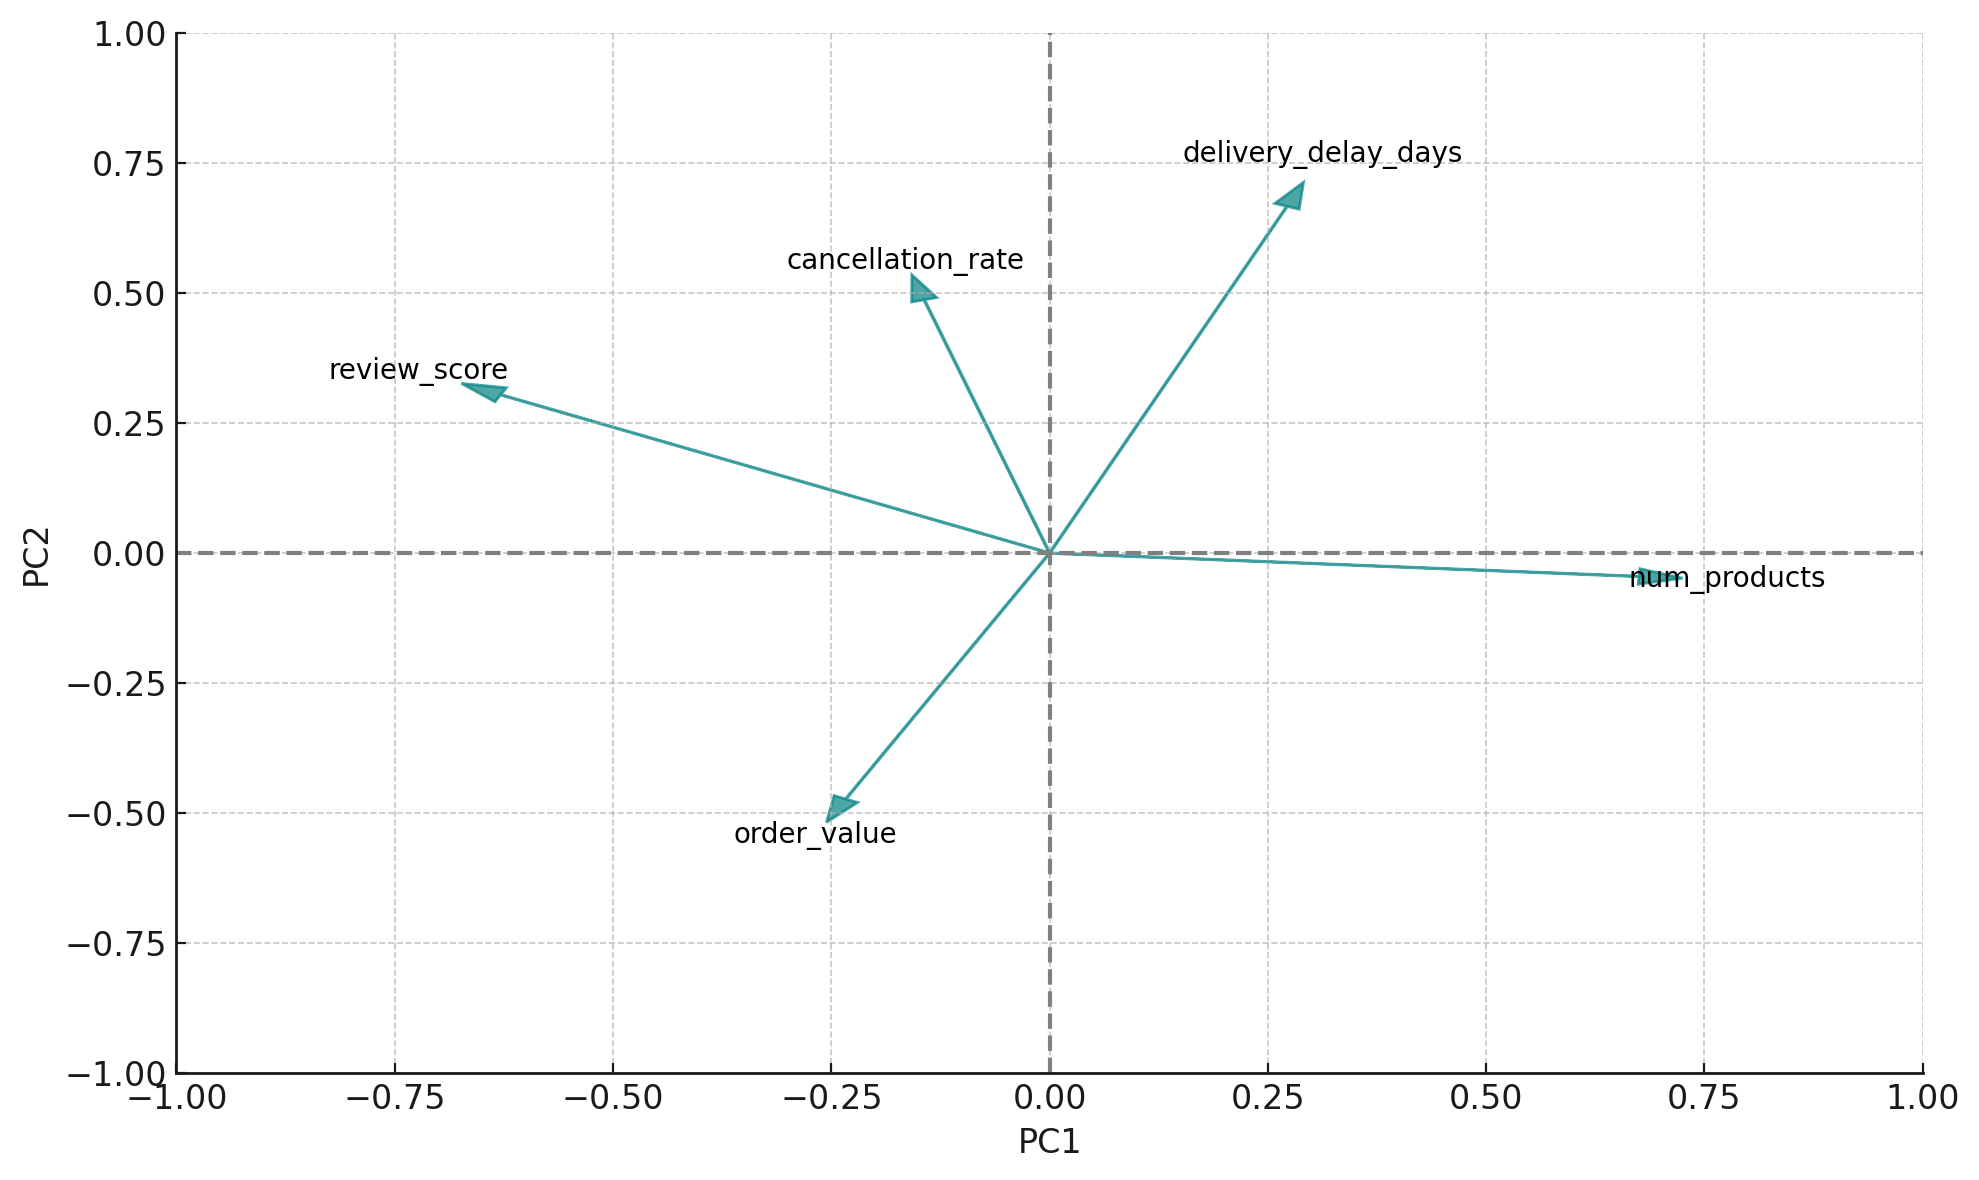 1.00
0.75
0.50
0.25
0.00
−0.25
−0.50
−0.75
−1.00
PC2
delivery_delay_days
cancellation_rate
review_score
num_products
order_value
−1.00 −0.75 −0.50 −0.25 0.00 0.25 0.50 0.75 1.00
PC1